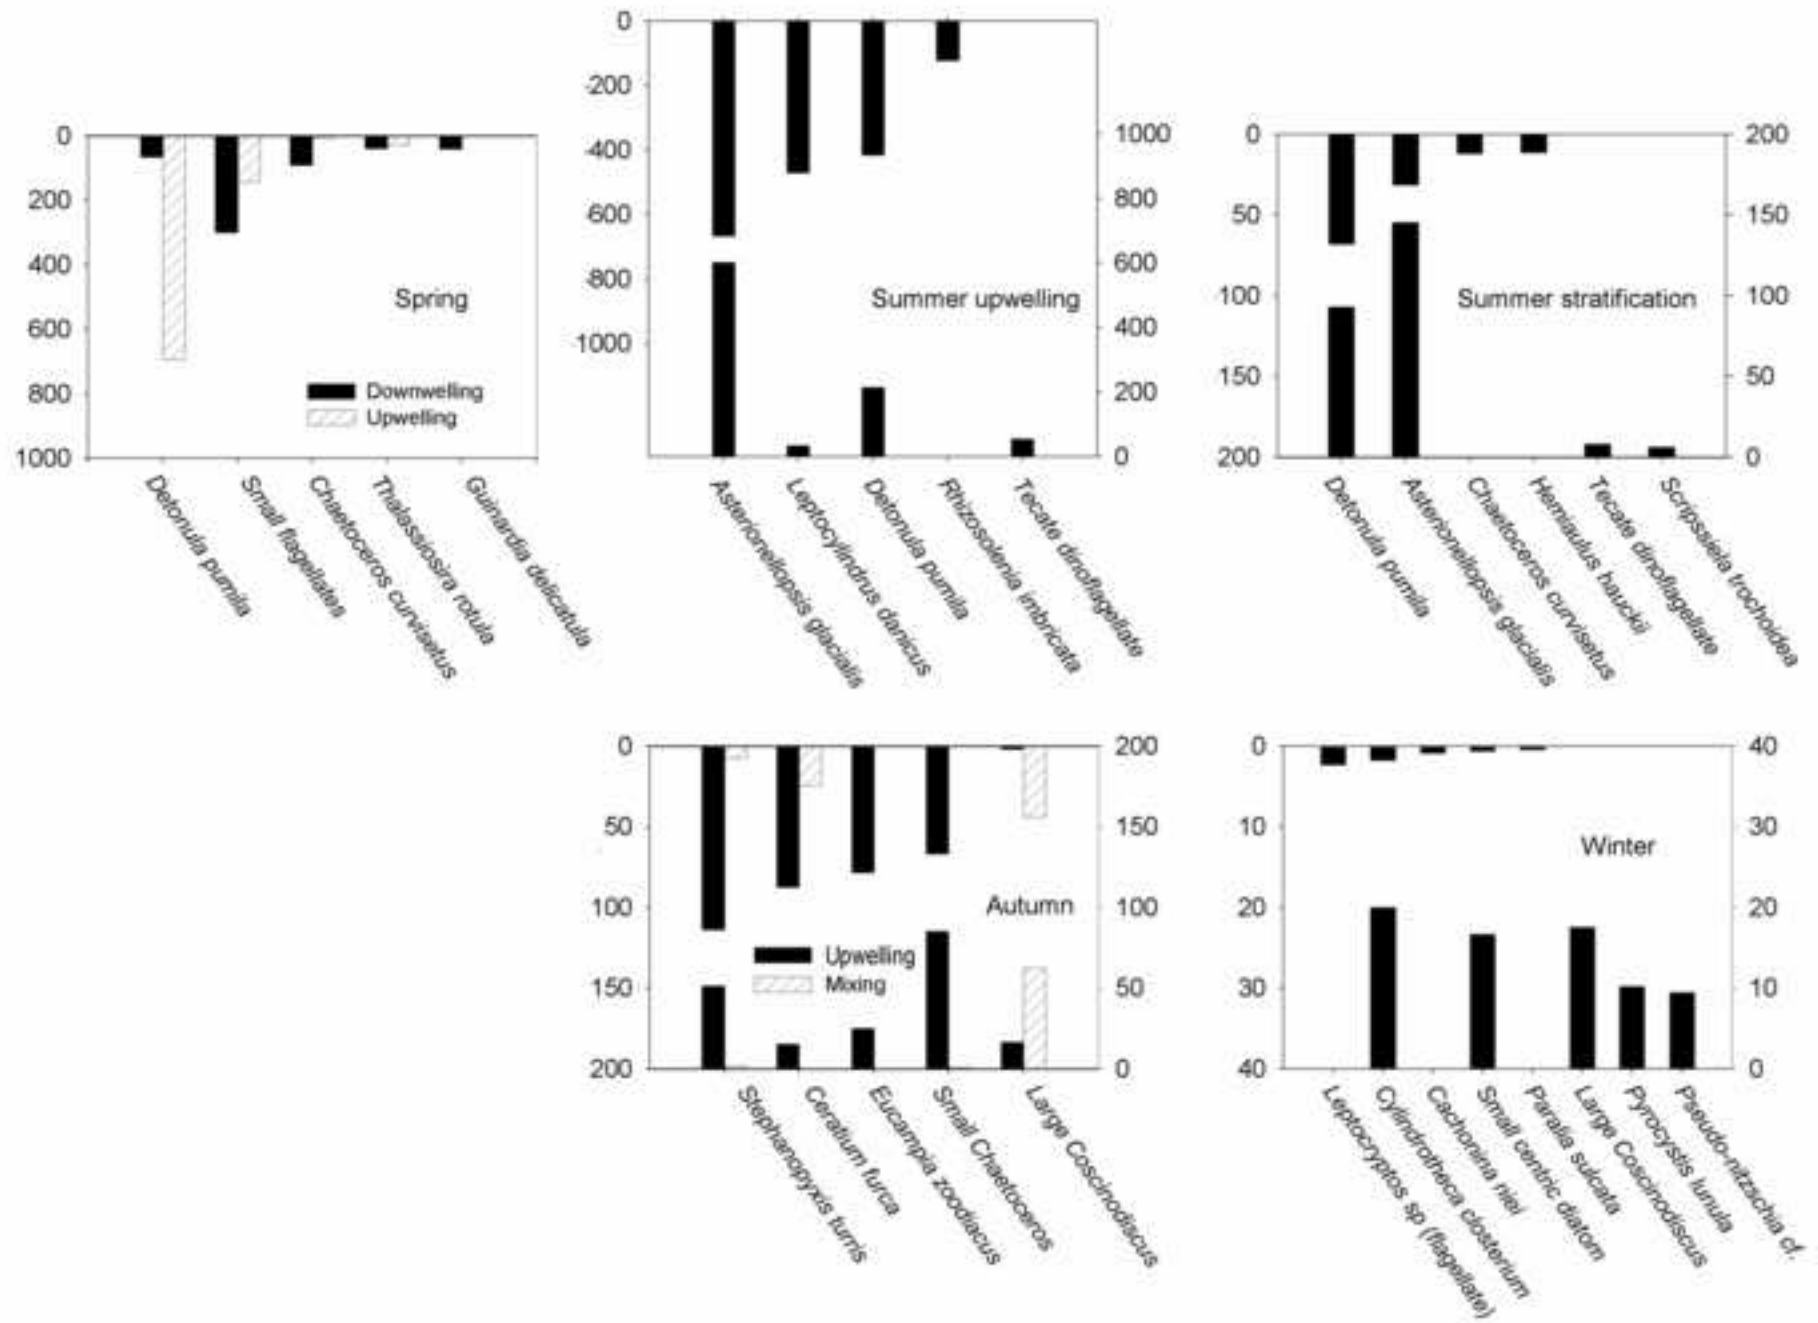 0
200
400
600
800
1000
Spring
Downwelling
Upwelling
Detonula pumila
Small flagellates
Chaetoceros curvisetus
Thalassiosira rotula
Guinardia delicatula
0
-200
-400
-600
-800
-1000
1000
800
600
400
200
0
Summer upwelling
Asterionellopsis glacialis
Leptocylindrus danicus
Detonula pumila
Rhizosolenia imbricata
Tecate dinoflagellate
0
50
100
150
200
200
150
100
50
0
Summer stratification
Detonula pumila
Asterionellopsis glacialis
Chaetoceros curvisetus
Hemiaulus hauckii
Tecate dinoflagellate
Scripsiela trochoidea
0
50
100
150
200
200
150
100
50
0
Autumn
Upwelling
Mixing
Stephanopyxis turris
Ceratium furca
Eucampia zoodiacus
Small Chaetoceros
Large Coscinodiscus
0
10
20
30
40
40
30
20
10
0
Winter
Leptocryptos sp (flagellate)
Cylindrotheca closterium
Cachonina niei
Small centric diatom
Paralia sulcata
Large Coscinodiscus
Pyrocystis lunula
Pseudo-nitzschia cf.